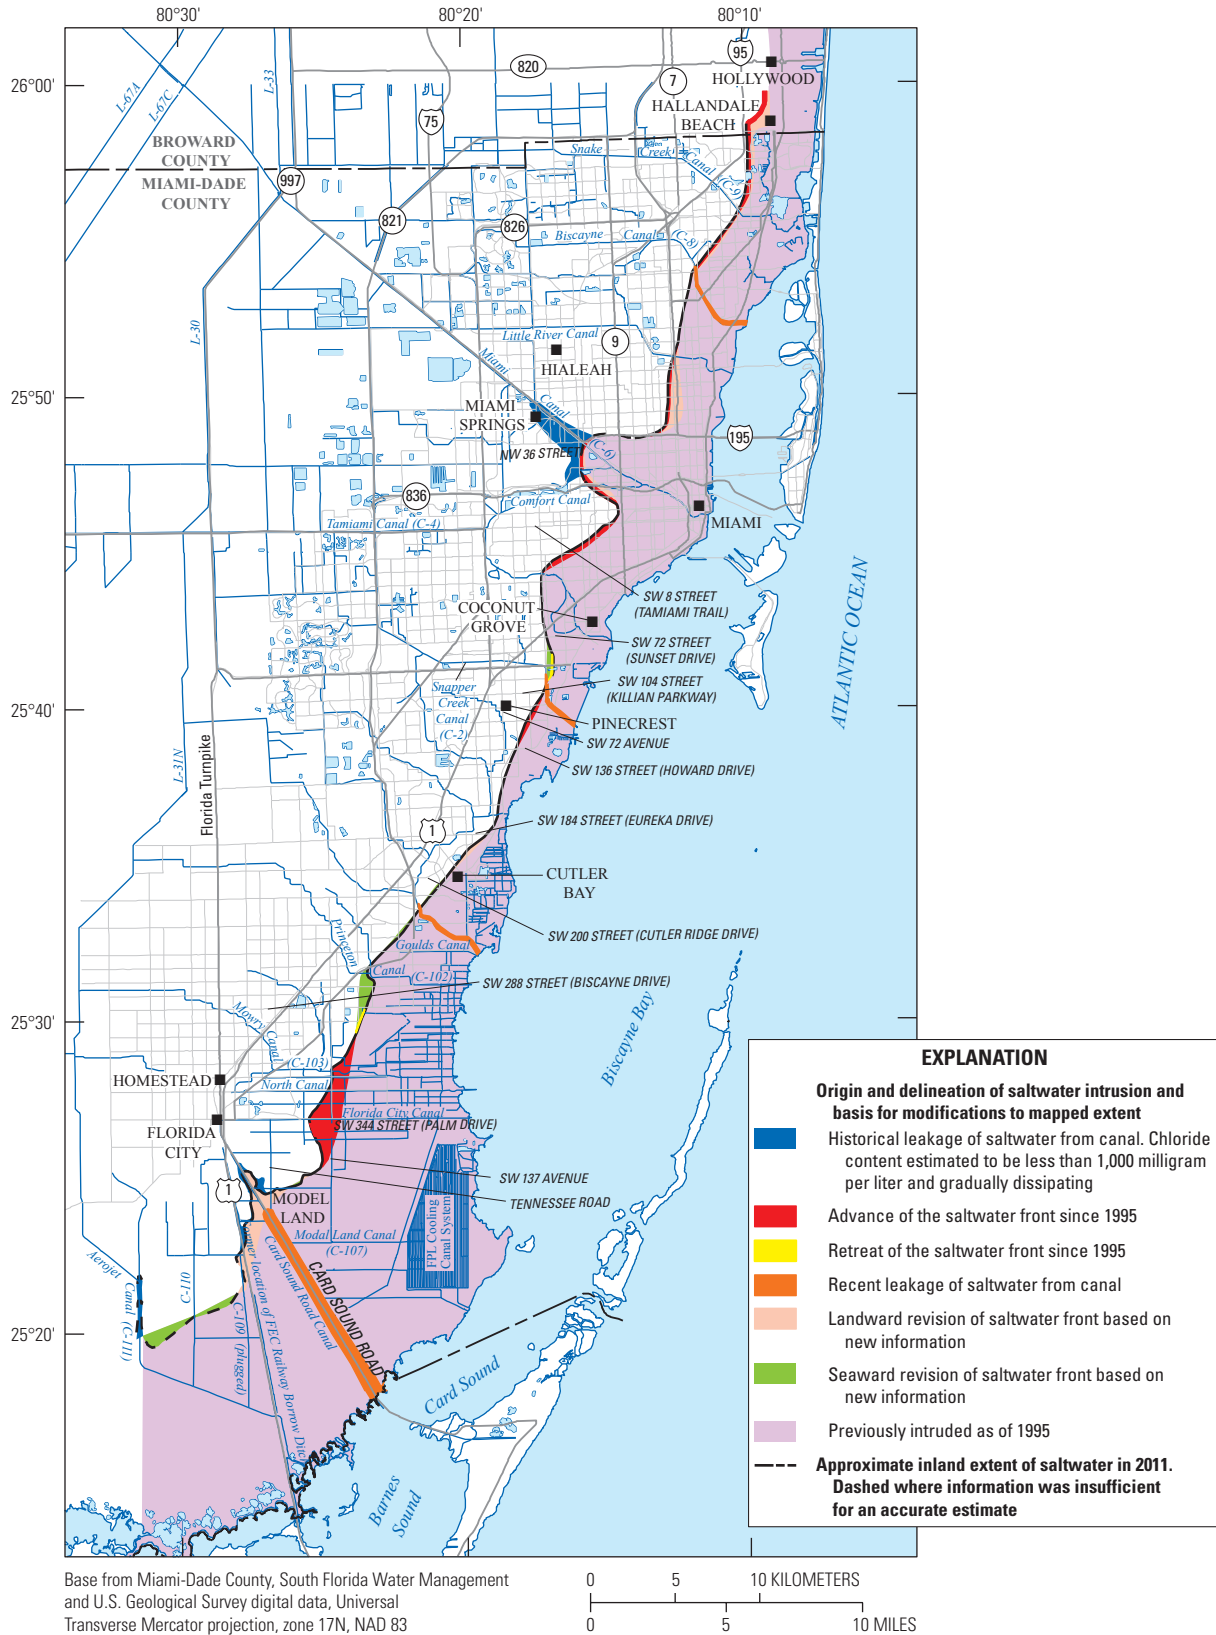 80°30'
80°20'
80°10'
26°00'
25°50'
25°40'
25°30'
25°20'
L-67A
L-67C
L-33
820
95
7
HOLLYWOOD
HALLANDALE
BEACH
75
BROWARD
COUNTY
MIAMI-DADE
COUNTY
997
Snake
Creek
Canal (C-9)
821
826
Biscayne Canal (C-8)
L-30
Little River Canal
9
HIALEAH
Miami
Canal
(C-6)
MIAMI
SPRINGS
NW 36 STREET
195
836
Comfort Canal
Tamiami Canal (C-4)
MIAMI
SW 8 STREET
(TAMIAMI TRAIL)
COCONUT
GROVE
SW 72 STREET
(SUNSET DRIVE)
SW 104 STREET
(KILLIAN PARKWAY)
Snapper
Creek
Canal
(C-2)
PINECREST
SW 72 AVENUE
SW 136 STREET (HOWARD DRIVE)
ATLANTIC OCEAN
L-31N
Florida Turnpike
1
SW 184 STREET (EUREKA DRIVE)
CUTLER
BAY
SW 200 STREET (CUTLER RIDGE DRIVE)
Princeton
Canal
(C-102)
Goulds Canal
SW 288 STREET (BISCAYNE DRIVE)
Mowry
Canal
(C-103)
Biscayne Bay
HOMESTEAD
North Canal
Florida City Canal
SW 344 STREET (PALM DRIVE)
FLORIDA
CITY
SW 137 AVENUE
TENNESSEE ROAD
1
MODEL
LAND
Modal Land Canal
(C-107)
FPL Cooling
Canal System
Aerojet
Canal (C-111)
C-110
C-109 (plugged)
Former location of FEC Railway Borrow Ditch
Card Sound Road Canal
CARD SOUND ROAD
Card Sound
Barnes
Sound
EXPLANATION
Origin and delineation of saltwater intrusion and
basis for modifications to mapped extent
Historical leakage of saltwater from canal. Chloride
content estimated to be less than 1,000 milligram
per liter and gradually dissipating
Advance of the saltwater front since 1995
Retreat of the saltwater front since 1995
Recent leakage of saltwater from canal
Landward revision of saltwater front based on
new information
Seaward revision of saltwater front based on
new information
Previously intruded as of 1995
Approximate inland extent of saltwater in 2011.
Dashed where information was insufficient
for an accurate estimate
Base from Miami-Dade County, South Florida Water Management
and U.S. Geological Survey digital data, Universal
Transverse Mercator projection, zone 17N, NAD 83
0 5 10 KILOMETERS
0 5 10 MILES